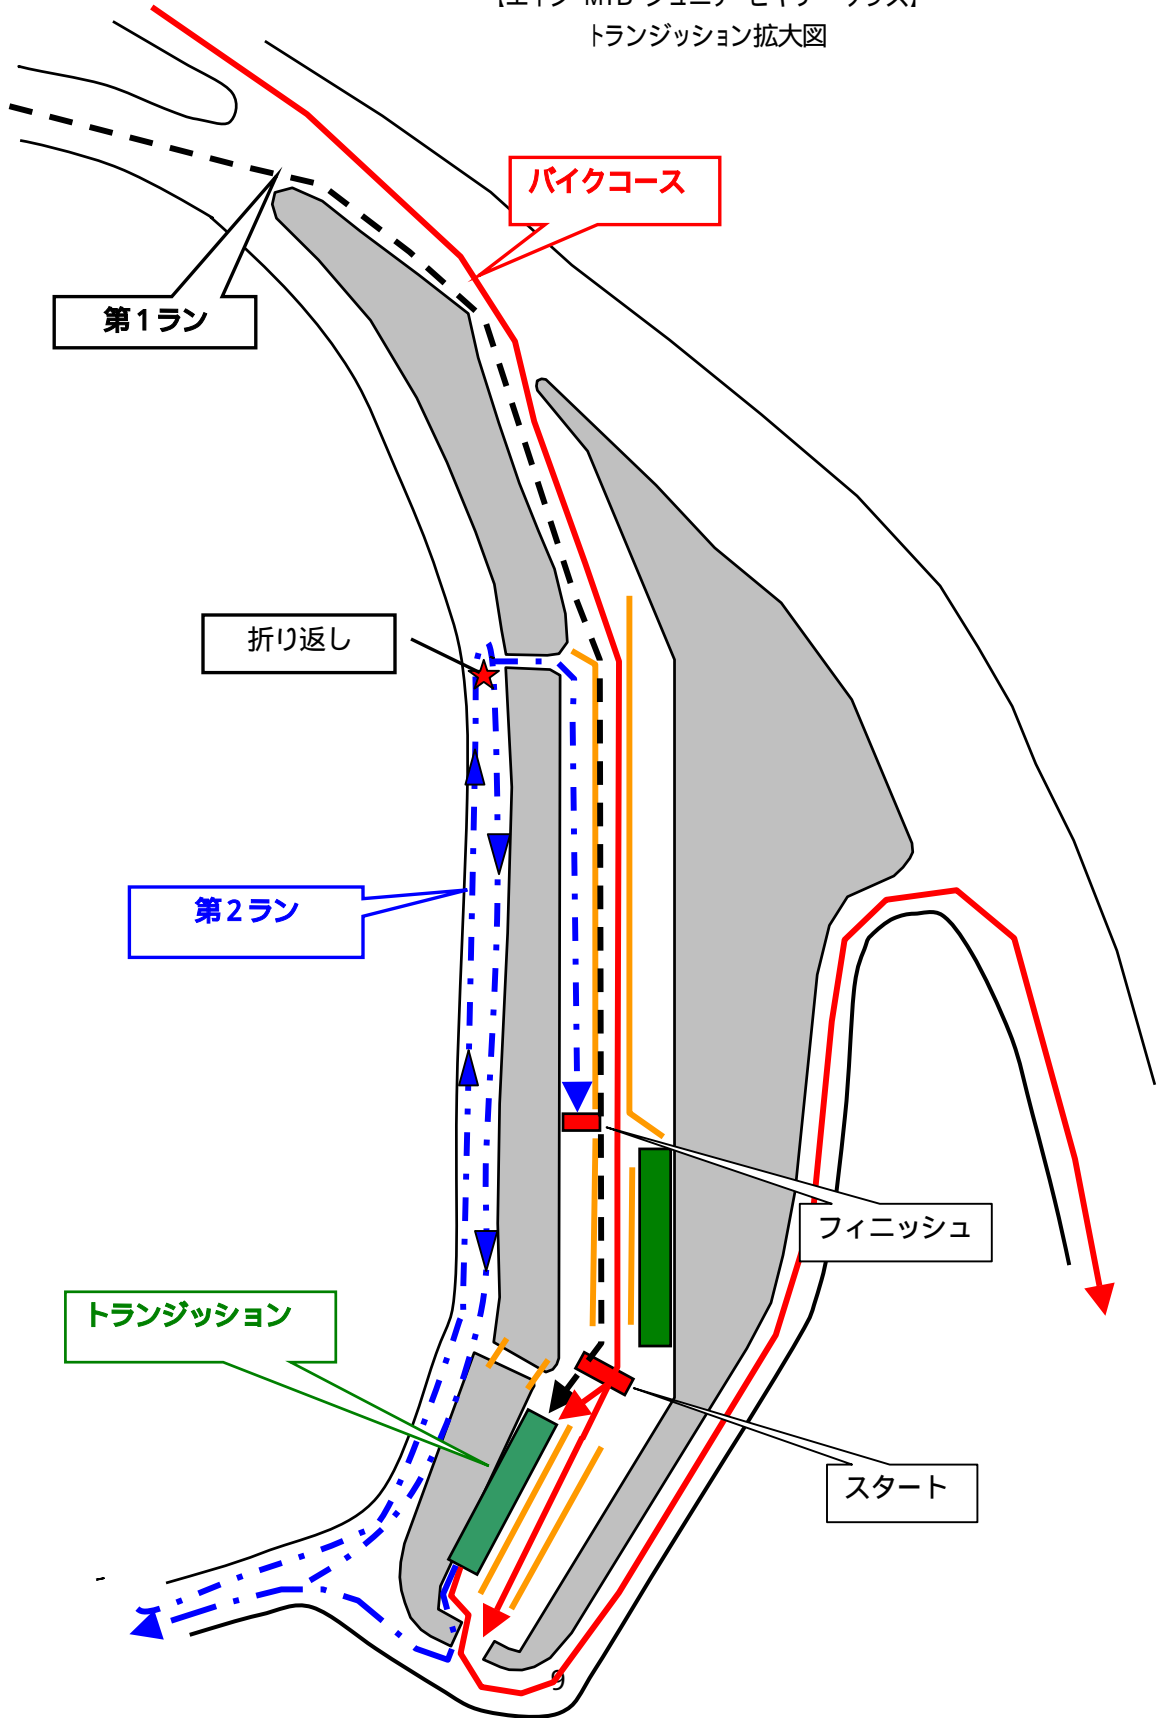 トランジッション拡大図
バイクコース
第1ラン
折り返し
第2ラン
フィニッシュ
トランジッション
スタート
9